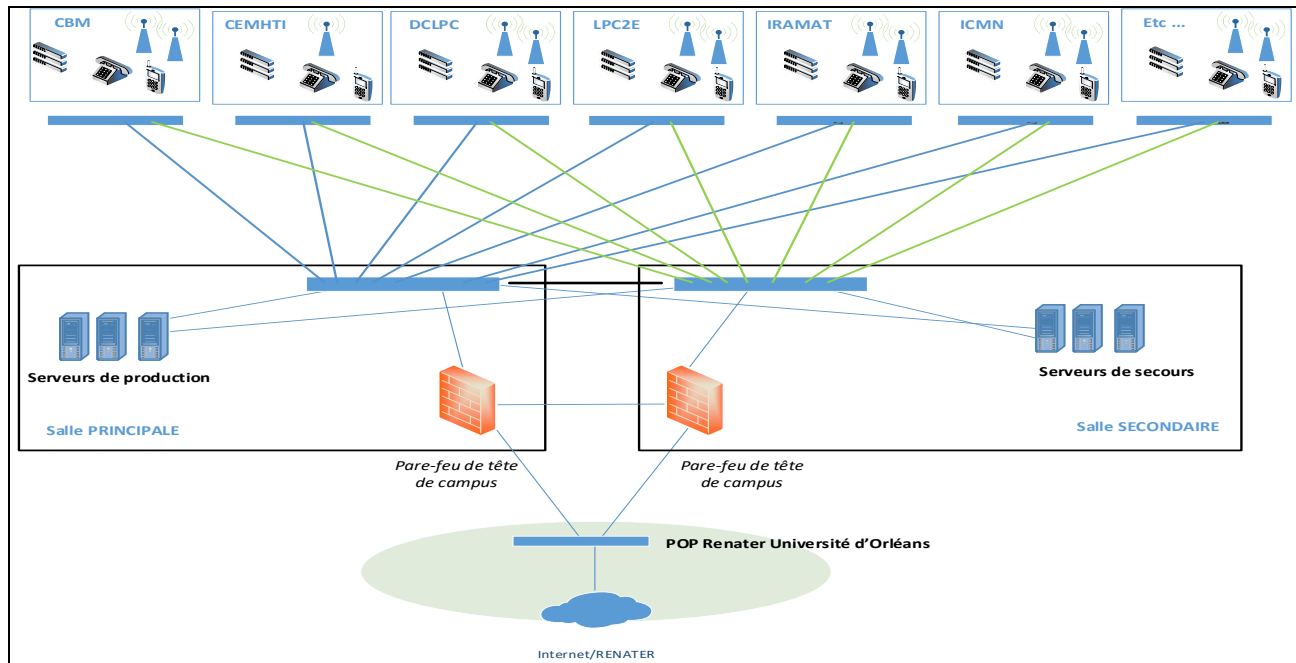 CBM
CEMHTI
DCLPC
LPC2E
IRAMAT
ICMN
Etc ...
Serveurs de production
Serveurs de secours
Salle PRINCIPALE
Salle SECONDAIRE
Pare-feu de tête
de campus
Pare-feu de tête
de campus
POP Renater Université d’Orléans
Internet/RENATER